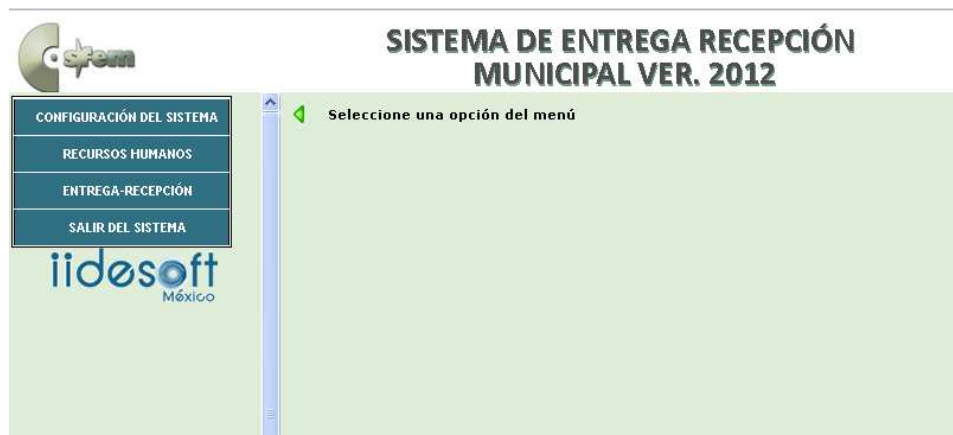 osfem
SISTEMA DE ENTREGA RECEPCIÓN
MUNICIPAL VER. 2012
CONFIGURACIÓN DEL SISTEMA
RECURSOS HUMANOS
ENTREGA-RECEPCIÓN
SALIR DEL SISTEMA
iidesoft
México
Seleccione una opción del menú